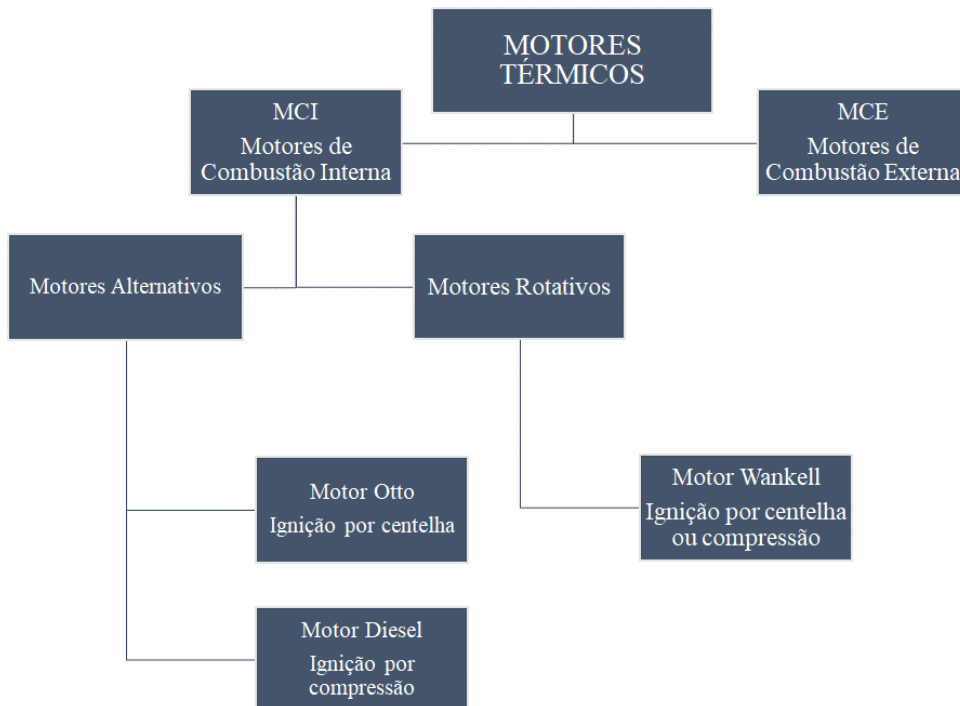 MOTORES
TÉRMICOS
MCI
Motores de
Combustão Interna
MCE
Motores de
Combustão Externa
Motores Alternativos
Motores Rotativos
Motor Otto
Ignição por centelha
Motor Wankell
Ignição por centelha
ou compressão
Motor Diesel
Ignição por
compressão